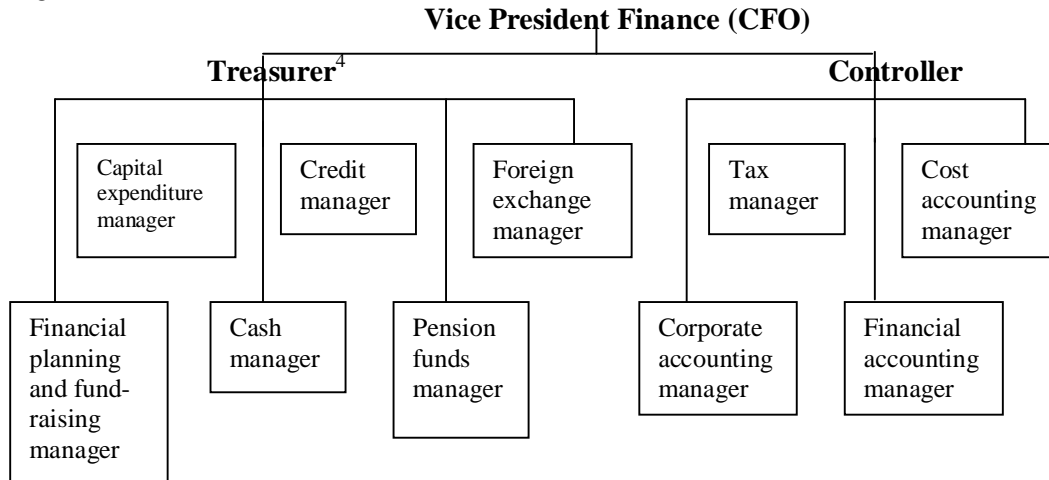 Vice President Finance (CFO)
Treasurer4
Controller
Capital
expenditure
manager
Credit
manager
Foreign
exchange
manager
Tax
manager
Cost
accounting
manager
Financial
planning
and fund-
raising
manager
Cash
manager
Pension
funds
manager
Corporate
accounting
manager
Financial
accounting
manager